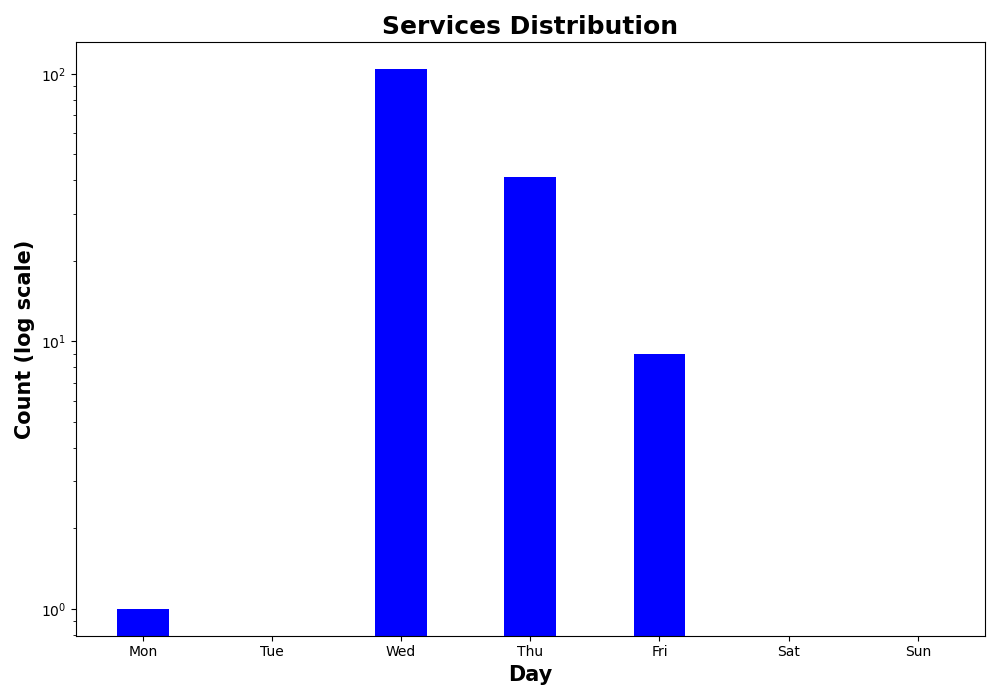 Services Distribution
Count (log scale)
10²
10¹
10⁰
Mon Tue Wed Thu Fri Sat Sun
Day